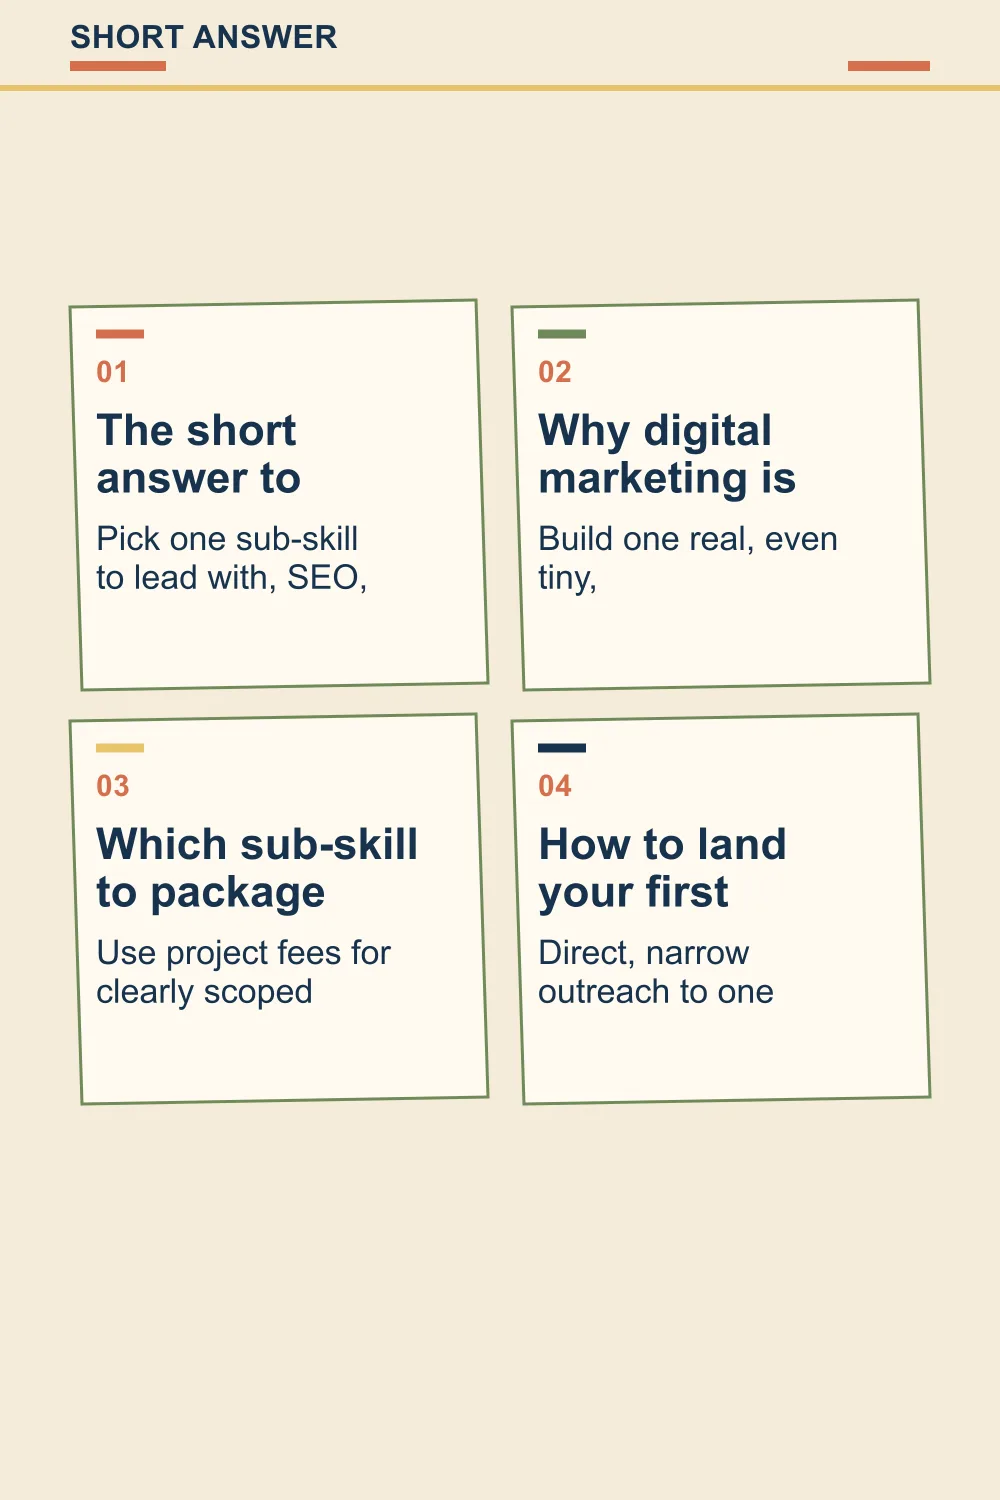 SHORT ANSWER
01
The short
answer to
Pick one sub-skill
to lead with, SEO,
02
Why digital
marketing is
Build one real, even
tiny,
03
Which sub-skill
to package
Use project fees for
clearly scoped
04
How to land
your first
Direct, narrow
outreach to one